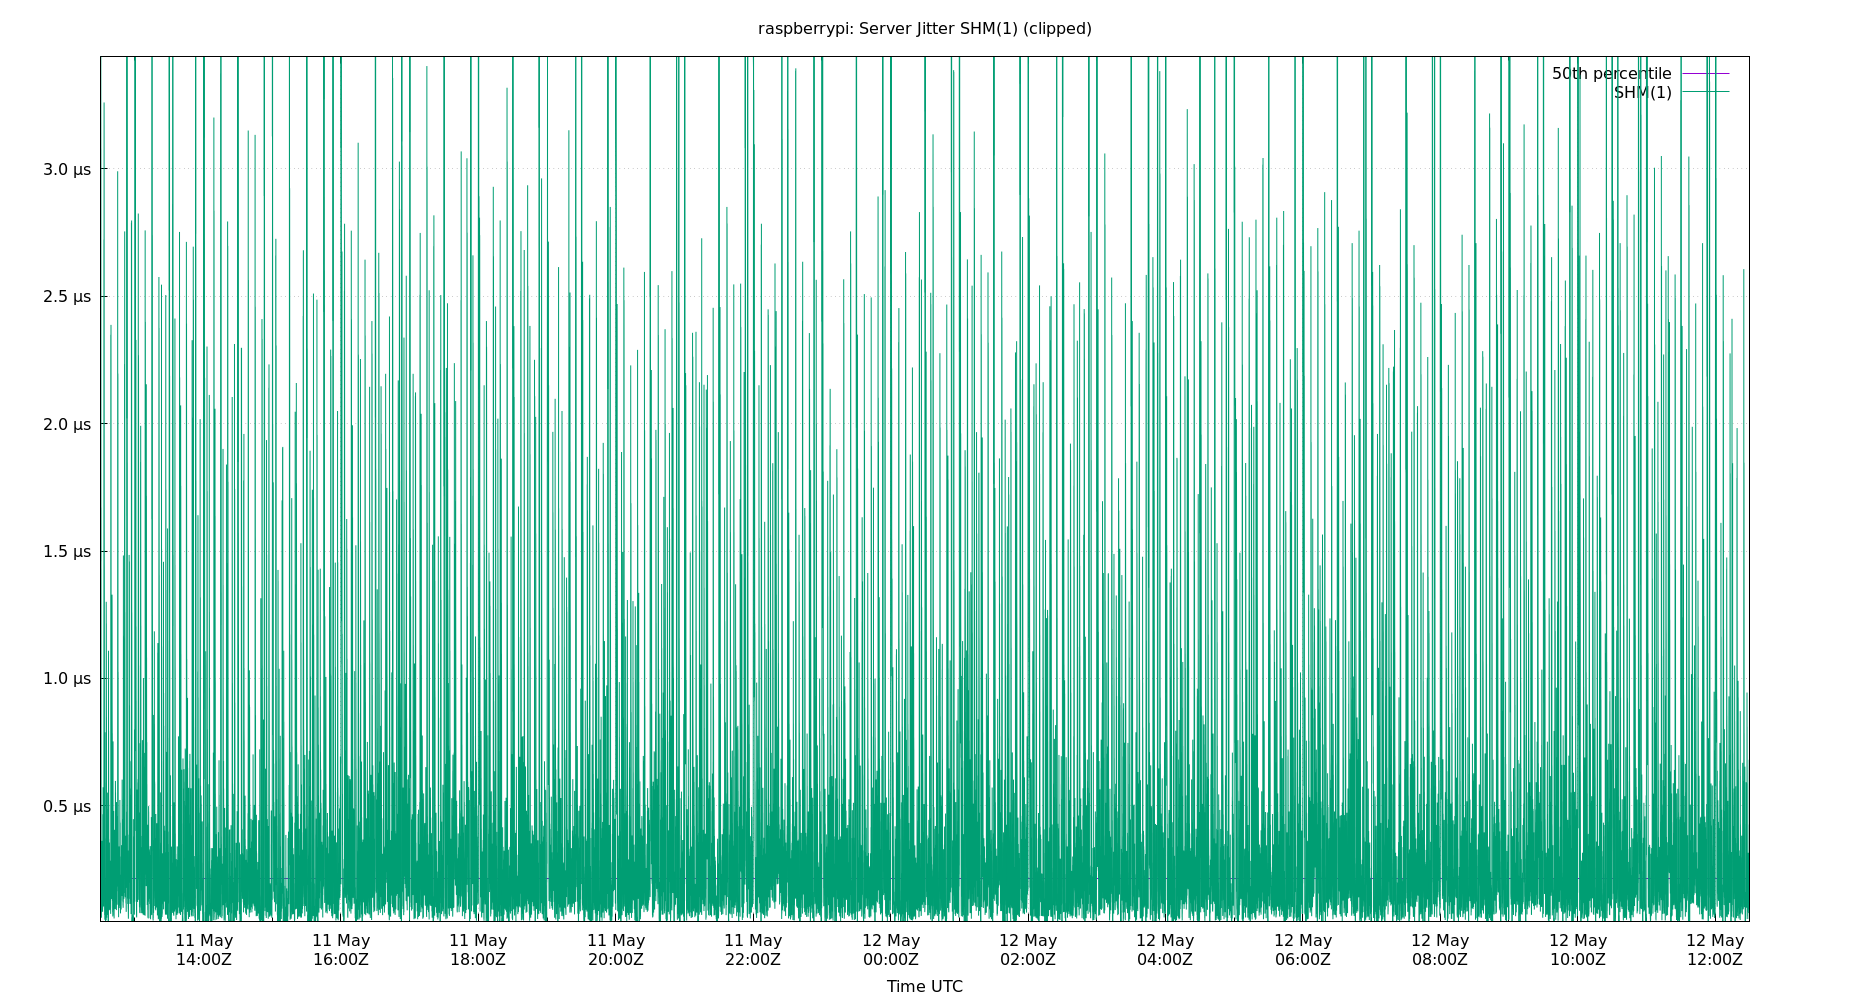 raspberrypi: Server Jitter SHM(1) (clipped)
50th percentile
SHM(1)
3.0 µs
2.5 µs
2.0 µs
1.5 µs
1.0 µs
0.5 µs
11 May 11 May 11 May 11 May 11 May 12 May 12 May 12 May 12 May 12 May 12 May 12 May
14:00Z 16:00Z 18:00Z 20:00Z 22:00Z 00:00Z 02:00Z 04:00Z 06:00Z 08:00Z 10:00Z 12:00Z
Time UTC